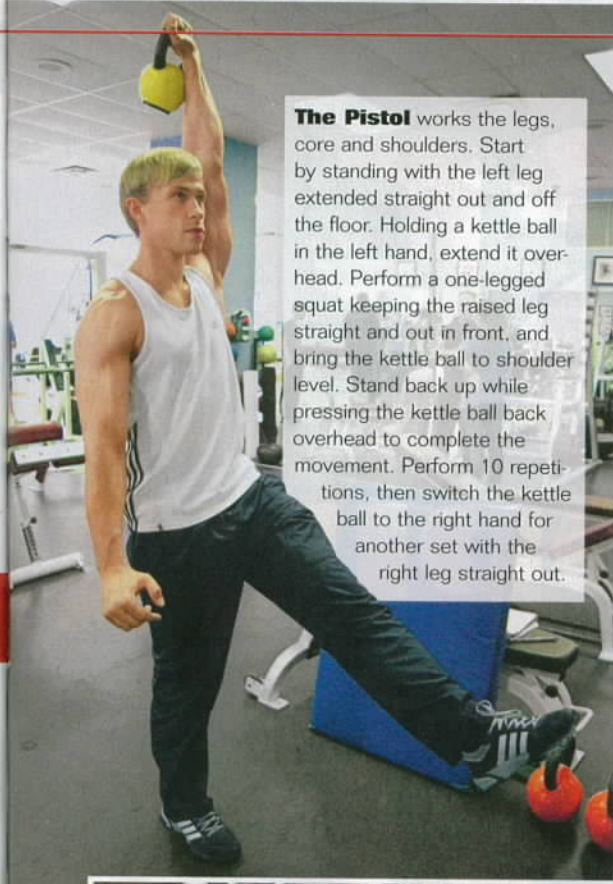 The Pistol works the legs,
core and shoulders. Start
by standing with the left leg
extended straight out and off
the floor. Holding a kettle ball
in the left hand, extend it over-
head. Perform a one-legged
squat keeping the raised leg
straight and out in front, and
bring the kettle ball to shoulder
level. Stand back up while
pressing the kettle ball back
overhead to complete the
movement. Perform 10 repeti-
tions, then switch the kettle
ball to the right hand for
another set with the
right leg straight out.